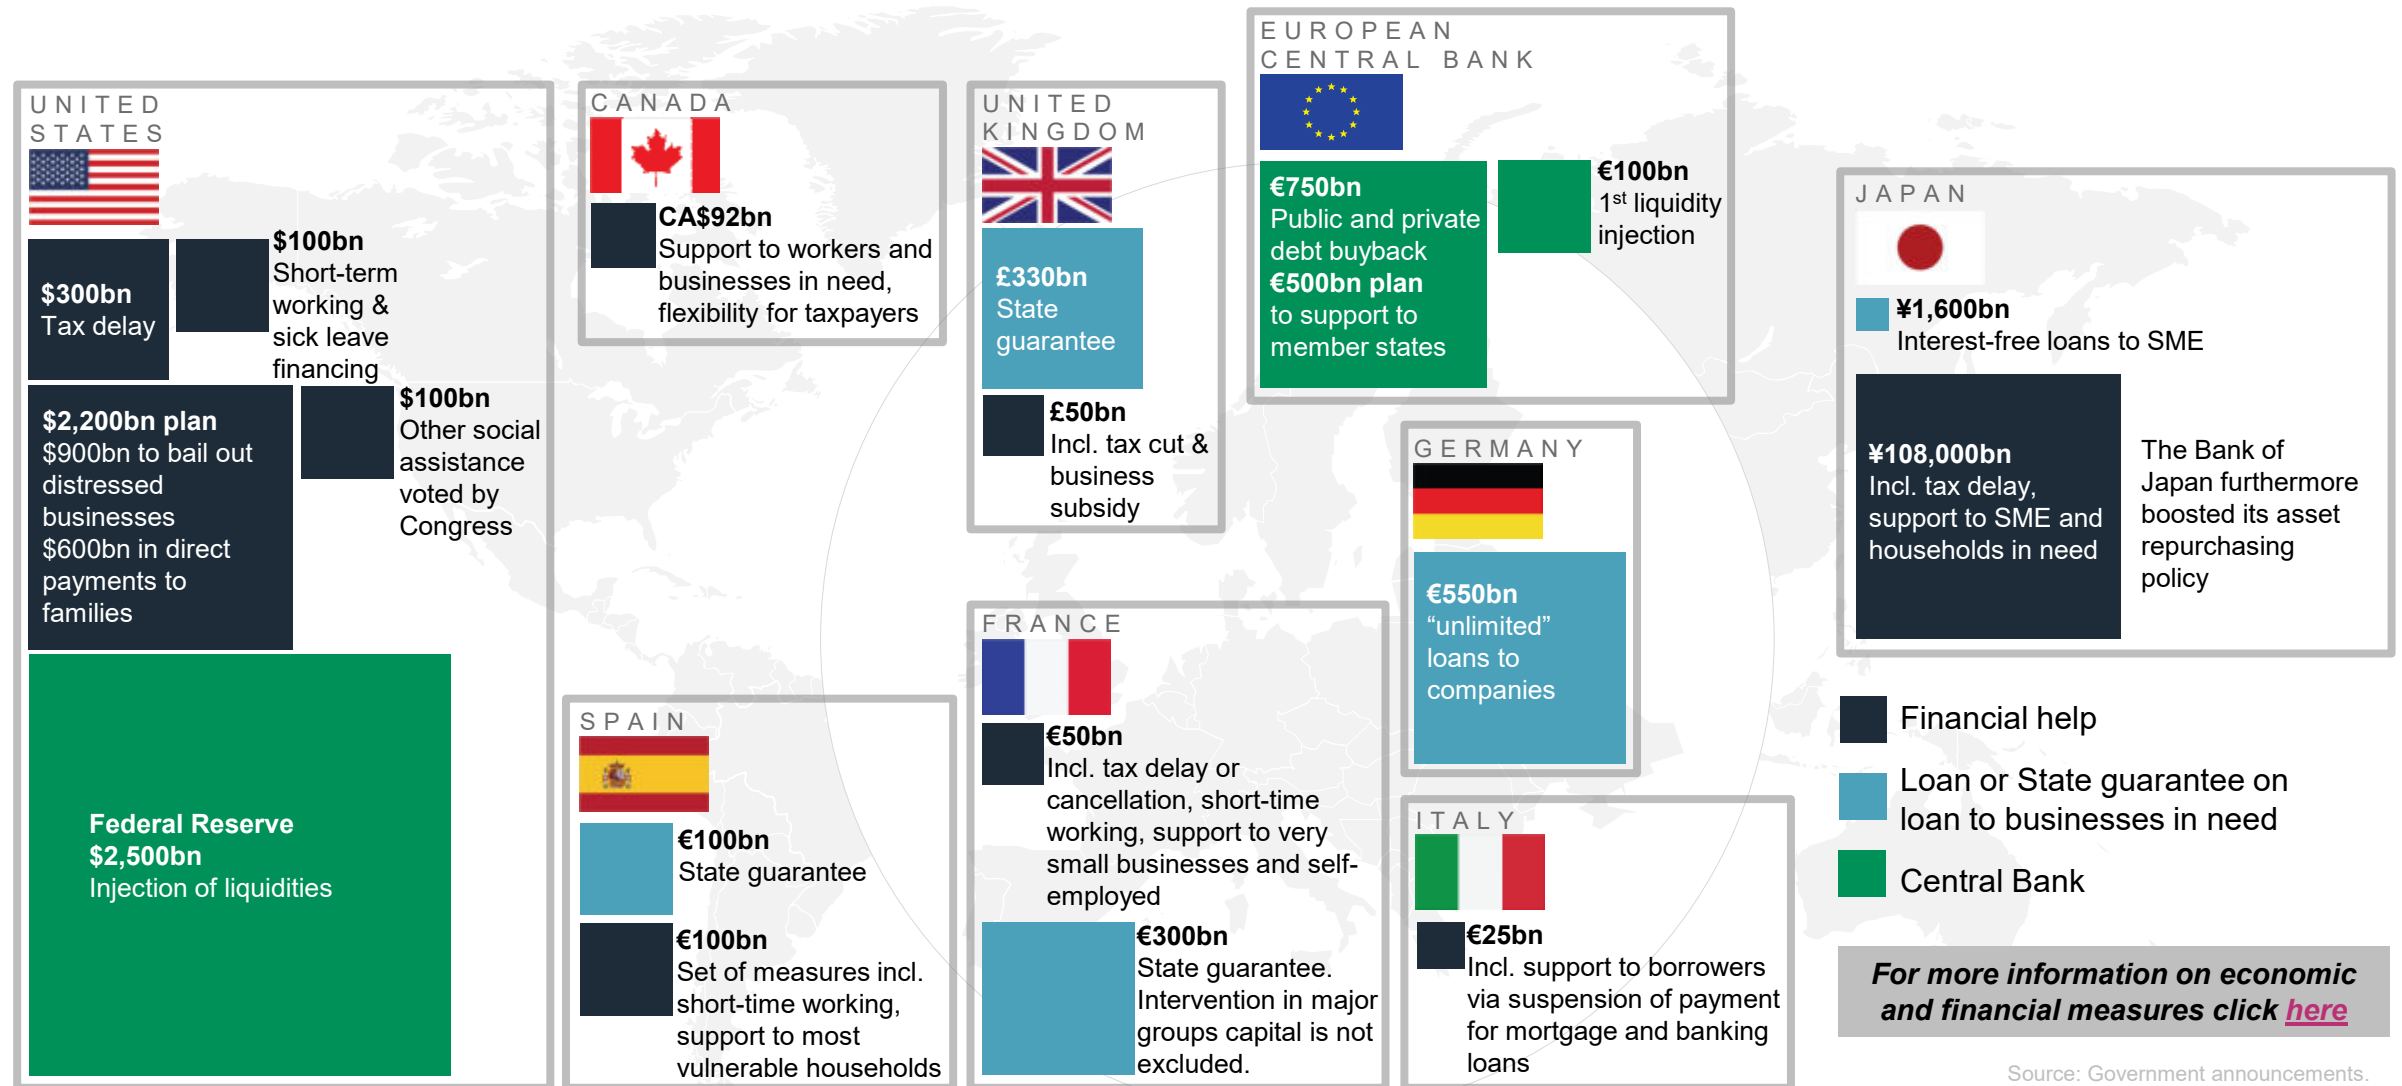 UNITED
STATES
$300bn
Tax delay
$100bn
Short-term
working &
sick leave
financing
$2,200bn plan
$900bn to bail out
distressed
businesses
$600bn in direct
payments to
families
$100bn
Other social
assistance
voted by
Congress
Federal Reserve
$2,500bn
Injection of liquidities
CANADA
CA$92bn
Support to workers and
businesses in need,
flexibility for taxpayers
SPAIN
€100bn
State guarantee
€100bn
Set of measures incl.
short-time working,
support to most
vulnerable households
UNITED
KINGDOM
£330bn
State
guarantee
£50bn
Incl. tax cut &
business
subsidy
FRANCE
€50bn
Incl. tax delay or
cancellation, short-time
working, support to very
small businesses and self-
employed
€300bn
State guarantee.
Intervention in major
groups capital is not
excluded.
EUROPEAN
CENTRAL BANK
€750bn
Public and private
debt buyback
€500bn plan
to support to
member states
€100bn
1st liquidity
injection
GERMANY
€550bn
“unlimited”
loans to
companies
ITALY
€25bn
Incl. support to borrowers
via suspension of payment
for mortgage and banking
loans
JAPAN
¥1,600bn
Interest-free loans to SME
¥108,000bn
Incl. tax delay,
support to SME and
households in need
The Bank of
Japan furthermore
boosted its asset
repurchasing
policy
Financial help
Loan or State guarantee on
loan to businesses in need
Central Bank
For more information on economic
and financial measures click here
Source: Government announcements.